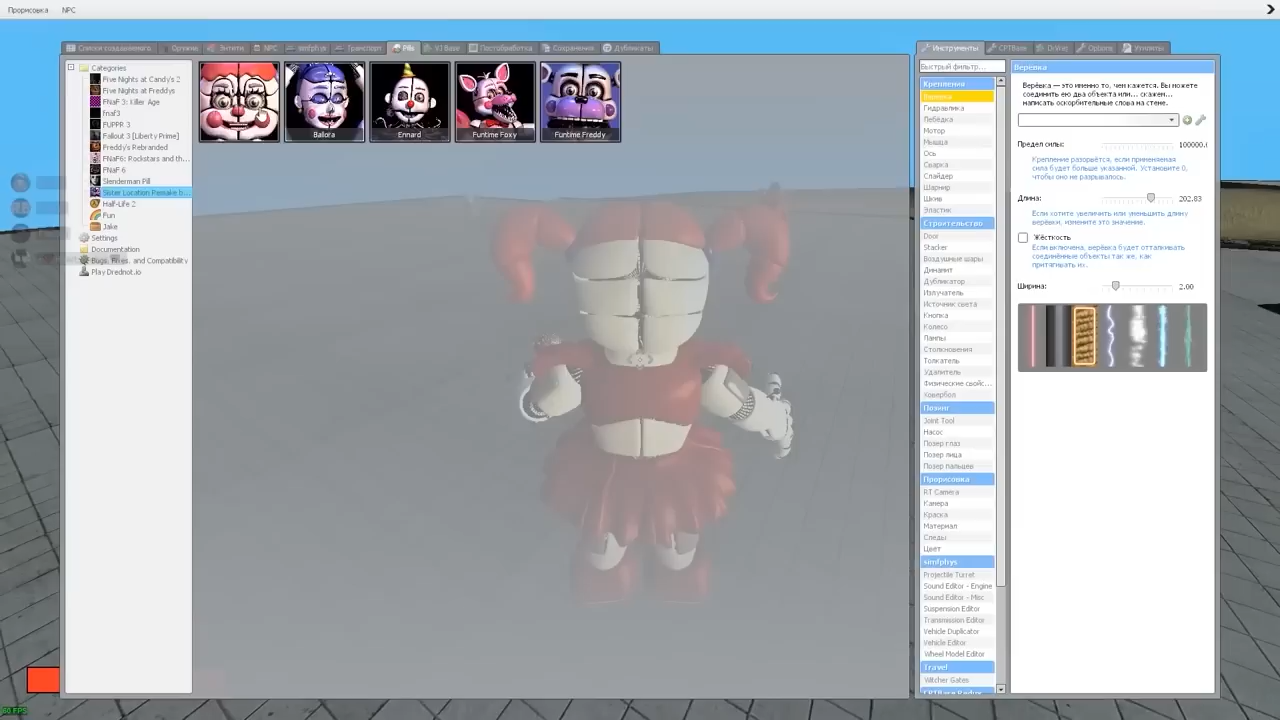 Прорисовка NPC
Списки создаваемого Оружие Энтити NPC simfphys Транспорт Pills VJ Base Постобработка Сохранения Дубликаты
Инструменты CPTBase DrVrej Options Утилиты
Categories
Five Nights at Candy's 2
Five Nights at Freddys
FNaF 3: Killer Age
fnaf3
FUPPR 3
Fallout 3 [Liberty Prime]
Freddy's Rebranded
FNaF6: Rockstars and th...
FNAF 6
Slenderman Pill
Sister Location Remake b...
Half-Life 2
Fun
Jake
Settings
Documentation
Bugs, Fixes, and Compatibility
Play Drednot.io
Ballora
Ennard
Funtime Foxy
Funtime Freddy
Быстрый фильтр...
Крепления
Верёвка
Гидравлика
Лебёдка
Мотор
Мышца
Ось
Сварка
Слайдер
Шарнир
Шкив
Эластик
Строительство
Door
Stacker
Воздушные шары
Динамит
Дубликатор
Излучатель
Источник света
Кнопка
Колесо
Лампы
Столкновения
Толкатель
Удалитель
Физические свойс...
Ховербол
Позинг
Joint Tool
Насос
Позер глаз
Позер лица
Позер пальцев
Прорисовка
RT Camera
Камера
Краска
Материал
Следы
Цвет
simfphys
Projectile Turret
Sound Editor - Engine
Sound Editor - Misc
Suspension Editor
Transmission Editor
Vehicle Duplicator
Vehicle Editor
Wheel Model Editor
Travel
Witcher Gates
CPTBase Redux
Верёвка
Верёвка — это именно то, чем кажется. Вы можете
соединить ею два объекта или... скажем...
написать оскорбительные слова на стене.
Предел силы: 100000.
Крепление разорвётся, если применяемая
сила будет больше указанной. Установите 0,
чтобы оно не разрывалось.
Длина: 202.83
Если хотите увеличить или уменьшить длину
верёвки, измените это значение.
Жёсткость
Если включена, верёвка будет отталкивать
соединённые объекты так же, как
притягивать их.
Ширина: 2.00
60 FPS